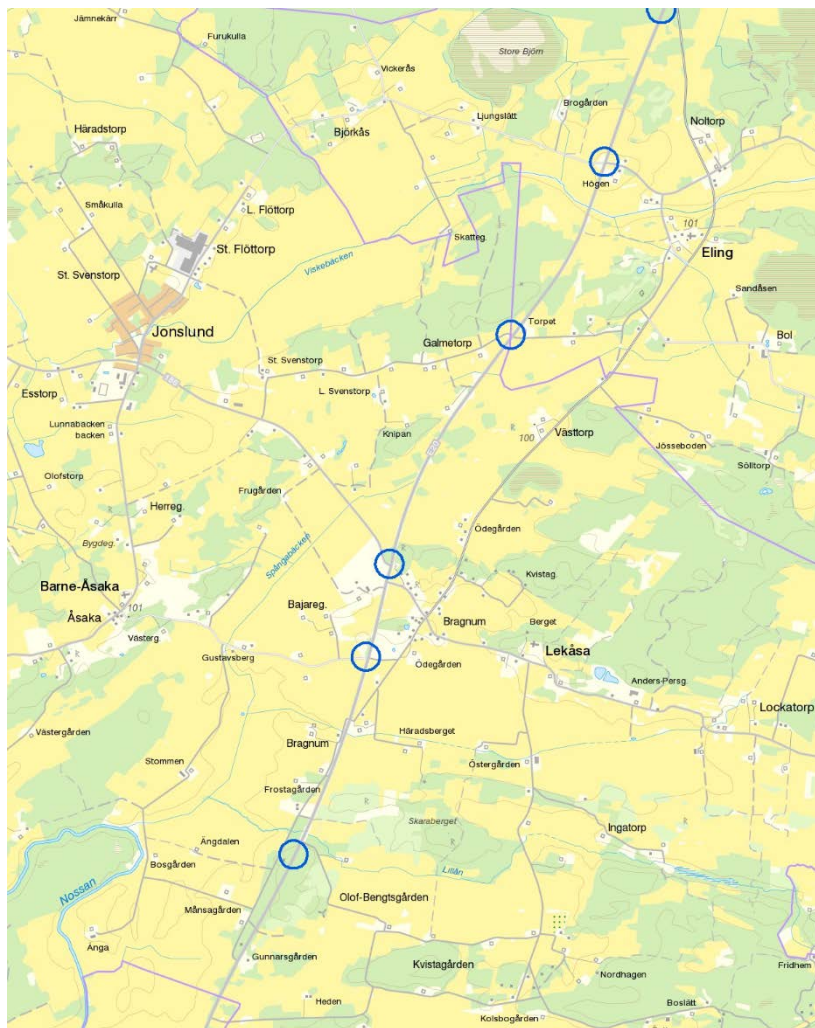 Jämnekärr
Furukulla
Store Björn
Vickerås
Brogården
Ljungslätt
Noltorp
Häradstorp
Björkås
Högen
Småkulla
L. Flöttorp
101
Skatteg.
St. Flöttorp
Eling
Viskebäcken
St. Svenstorp
Sandåsen
Torpet
Jonslund
Galmetorp
Bol
St. Svenstorp
Esstorp
L. Svenstorp
Lunnabacken
backen
Knipan
100
Västtorp
Jösseboden
Sölltorp
Olofstorp
Frugården
Herreg.
Ödegården
Bygdeg.
Spångabäcken
Kvistag.
Barne-Åsaka
101
Bajareg.
Åsaka
Bragnum
Berget
Västerg.
Lekåsa
Gustavsberg
Ödegården
Anders-Persg.
Lockatorp
Västergården
Häradsberget
Bragnum
Stommen
Östergården
Frostagården
Skaraberget
Ingatorp
Ängdalen
Bosgården
Lillån
Nossan
Olof-Bengtsgården
Månsagården
Änga
Gunnarsgården
Kvistagården
Fridhem
Nordhagen
Heden
Boslätt
Kolsbogården